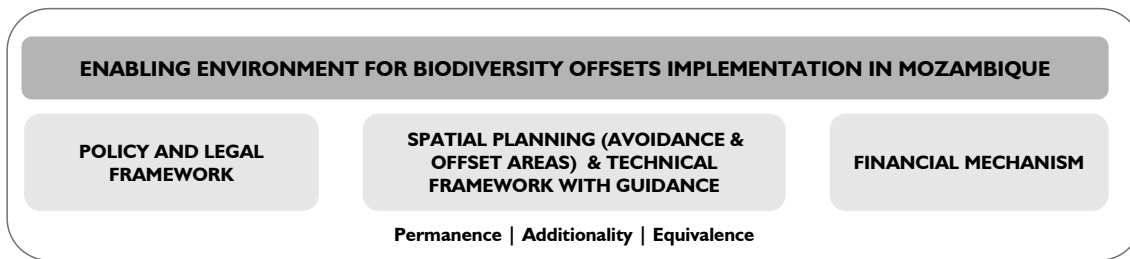 ENABLING ENVIRONMENT FOR BIODIVERSITY OFFSETS IMPLEMENTATION IN MOZAMBIQUE
POLICY AND LEGAL
FRAMEWORK
SPATIAL PLANNING (AVOIDANCE &
OFFSET AREAS) & TECHNICAL
FRAMEWORK WITH GUIDANCE
FINANCIAL MECHANISM
Permanence | Additionality | Equivalence